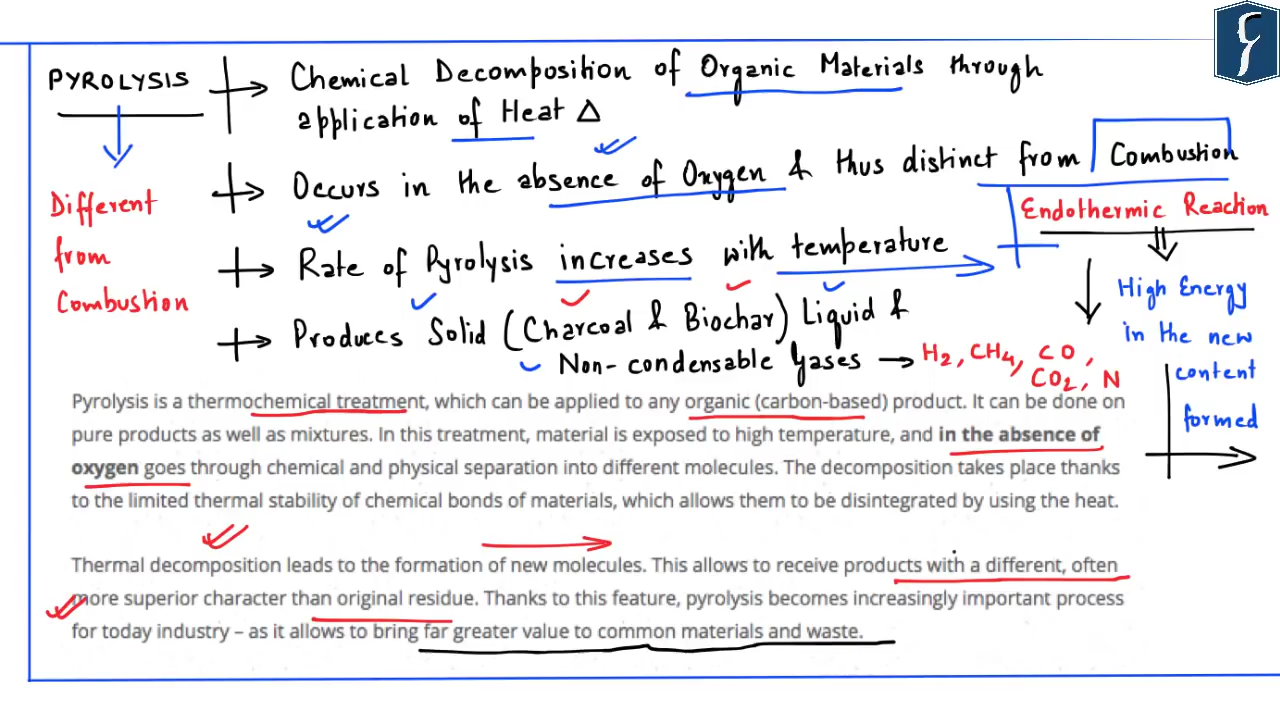 PYROLYSIS
Chemical Decomposition of Organic Materials through
application of Heat Δ
Different
from
Combustion
Occurs in the absence of Oxygen & thus distinct from Combustion
Endothermic Reaction
High Energy
in the new
content
formed
Rate of Pyrolysis increases with temperature
Produces Solid (Charcoal & Biochar) Liquid &
Non-condensable Gases → H2, CH4, CO,
CO2, N
Pyrolysis is a thermochemical treatment, which can be applied to any organic (carbon-based) product. It can be done on
pure products as well as mixtures. In this treatment, material is exposed to high temperature, and in the absence of
oxygen goes through chemical and physical separation into different molecules. The decomposition takes place thanks
to the limited thermal stability of chemical bonds of materials, which allows them to be disintegrated by using the heat.
Thermal decomposition leads to the formation of new molecules. This allows to receive products with a different, often
more superior character than original residue. Thanks to this feature, pyrolysis becomes increasingly important process
for today industry – as it allows to bring far greater value to common materials and waste.